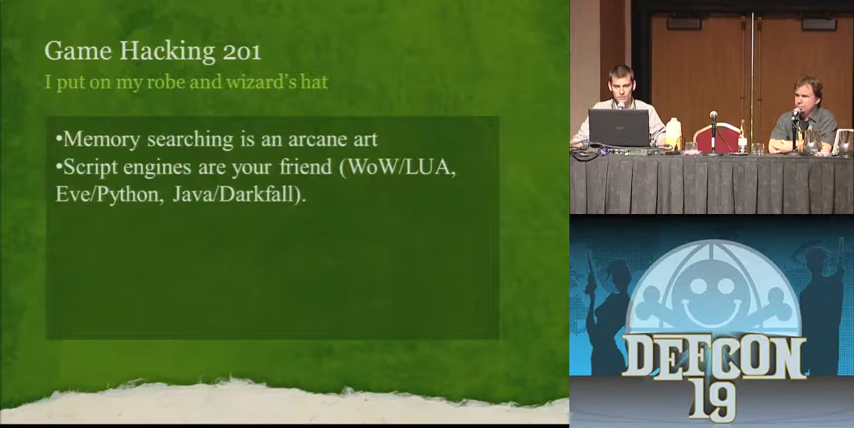 Game Hacking 201
I put on my robe and wizard's hat
•Memory searching is an arcane art
•Script engines are your friend (WoW/LUA,
Eve/Python, Java/Darkfall).
DEFCON
19